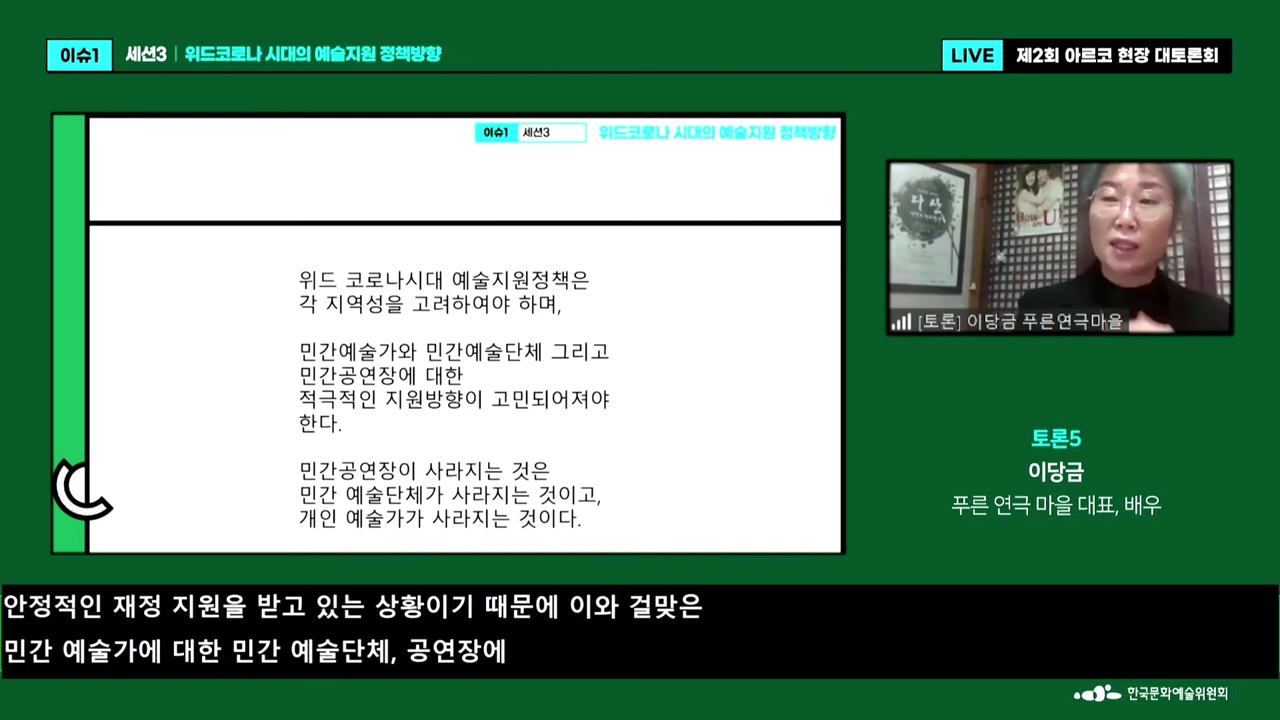 이슈1 세션3 | 위드코로나 시대의 예술지원 정책방향
LIVE 제2회 아르코 현장 대토론회
이슈1 세션3 위드코로나 시대의 예술지원 정책방향
위드 코로나시대 예술지원정책은
각 지역성을 고려하여야 하며,
민간예술가와 민간예술단체 그리고
민간공연장에 대한
적극적인 지원방향이 고민되어져야
한다.
민간공연장이 사라지는 것은
민간 예술단체가 사라지는 것이고,
개인 예술가가 사라지는 것이다.
다살
How are U!
[토론] 이당금 푸른연극마을
토론5
이당금
푸른 연극 마을 대표, 배우
안정적인 재정 지원을 받고 있는 상황이기 때문에 이와 걸맞은
민간 예술가에 대한 민간 예술단체, 공연장에
한국문화예술위원회